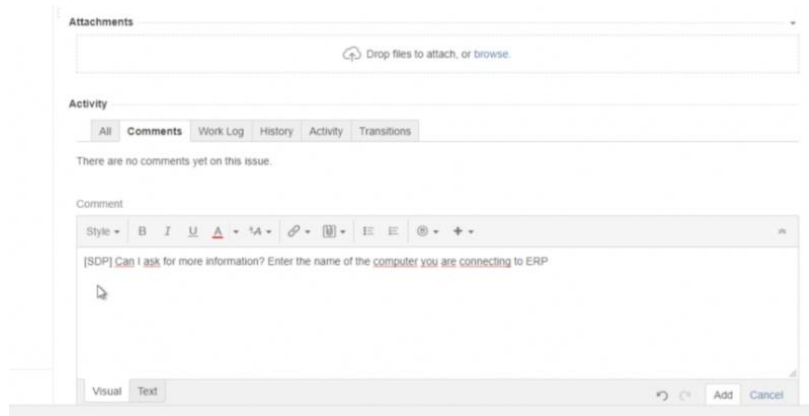 Attachments
Drop files to attach, or browse.
Activity
All Comments Work Log History Activity Transitions
There are no comments yet on this issue.
Comment
Style B I U A A
[SDP] Can I ask for more information? Enter the name of the computer you are connecting to ERP
Visual Text Add Cancel